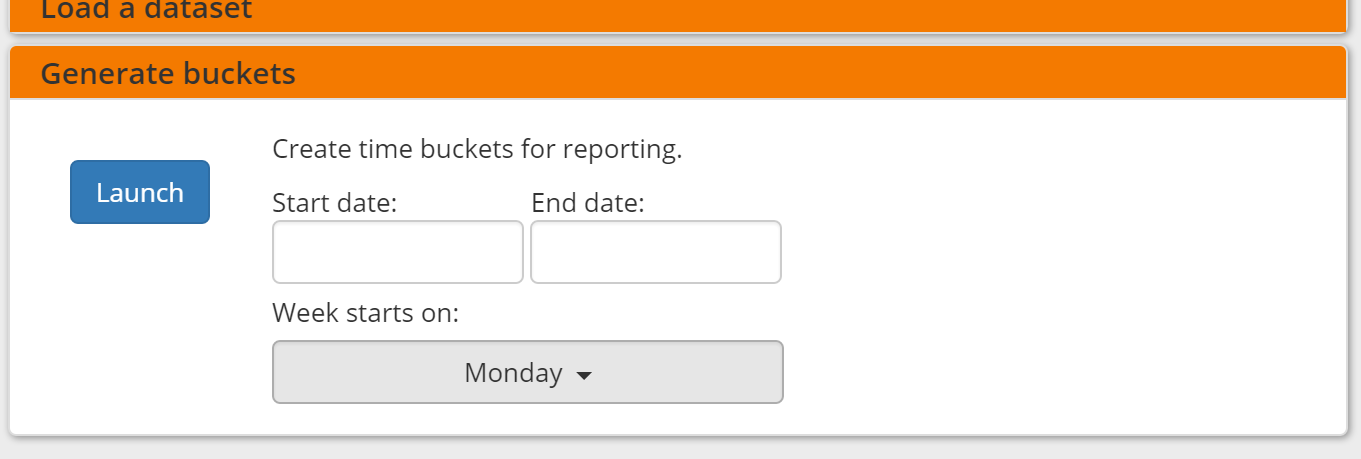 Load a dataset
Generate buckets
Create time buckets for reporting.
Launch
Start date: End date:
Week starts on:
Monday